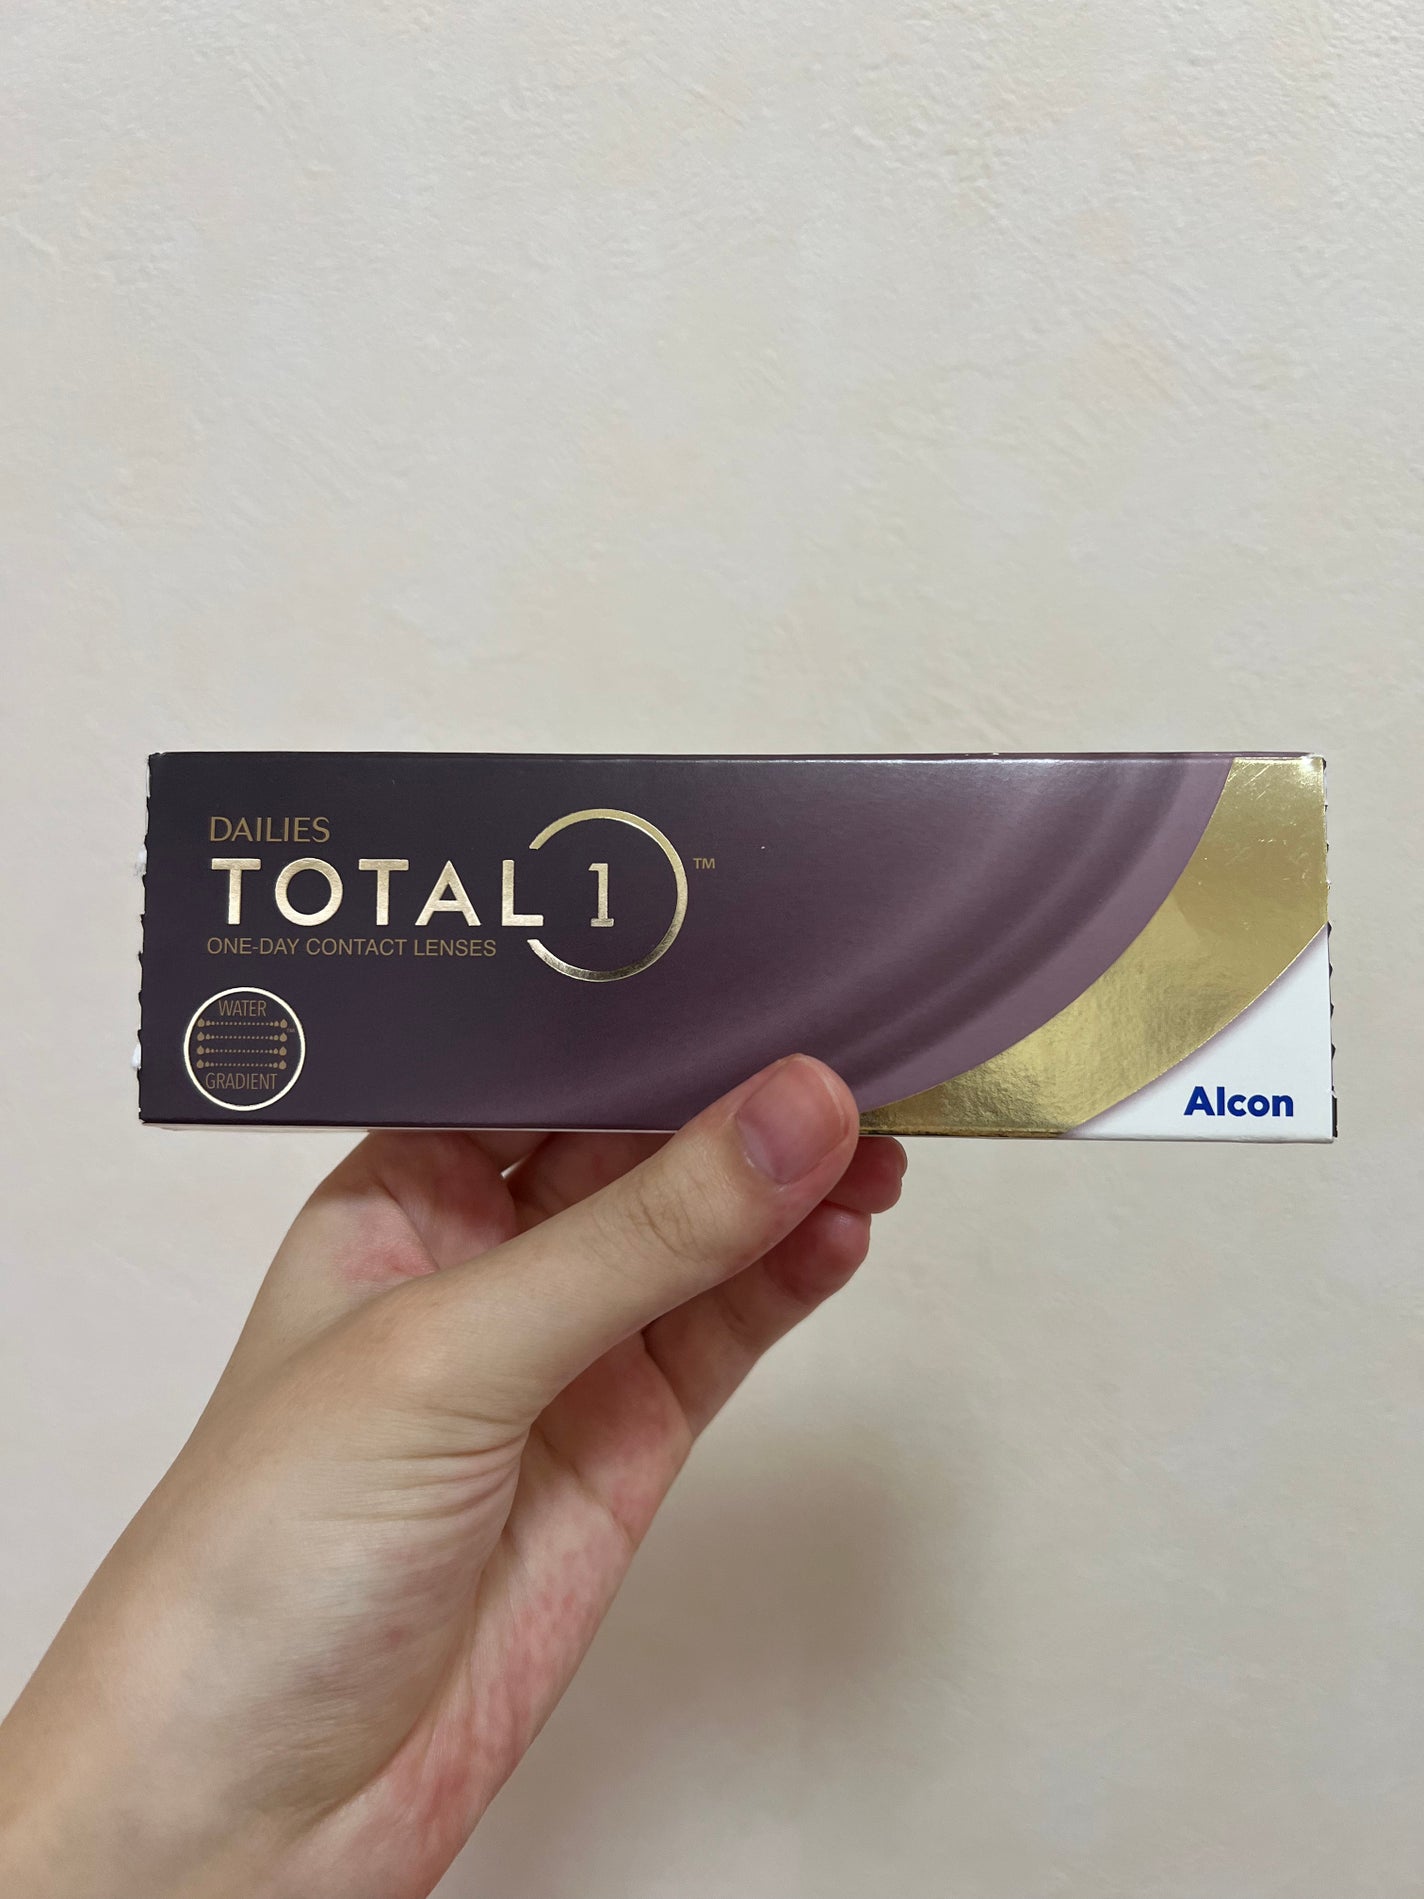 DAILIES
TOTAL 1™
ONE-DAY CONTACT LENSES
WATER
GRADIENT
Alcon